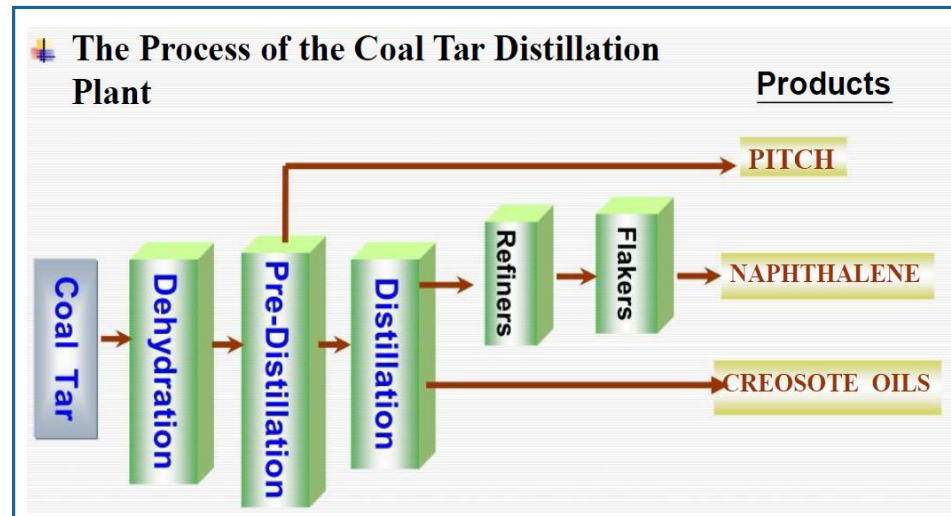 The Process of the Coal Tar Distillation
Plant
Products
PITCH
Coal Tar
Dehydration
Pre-Distillation
Distillation
Refiners
Flakers
NAPHTHALENE
CREOSOTE OILS